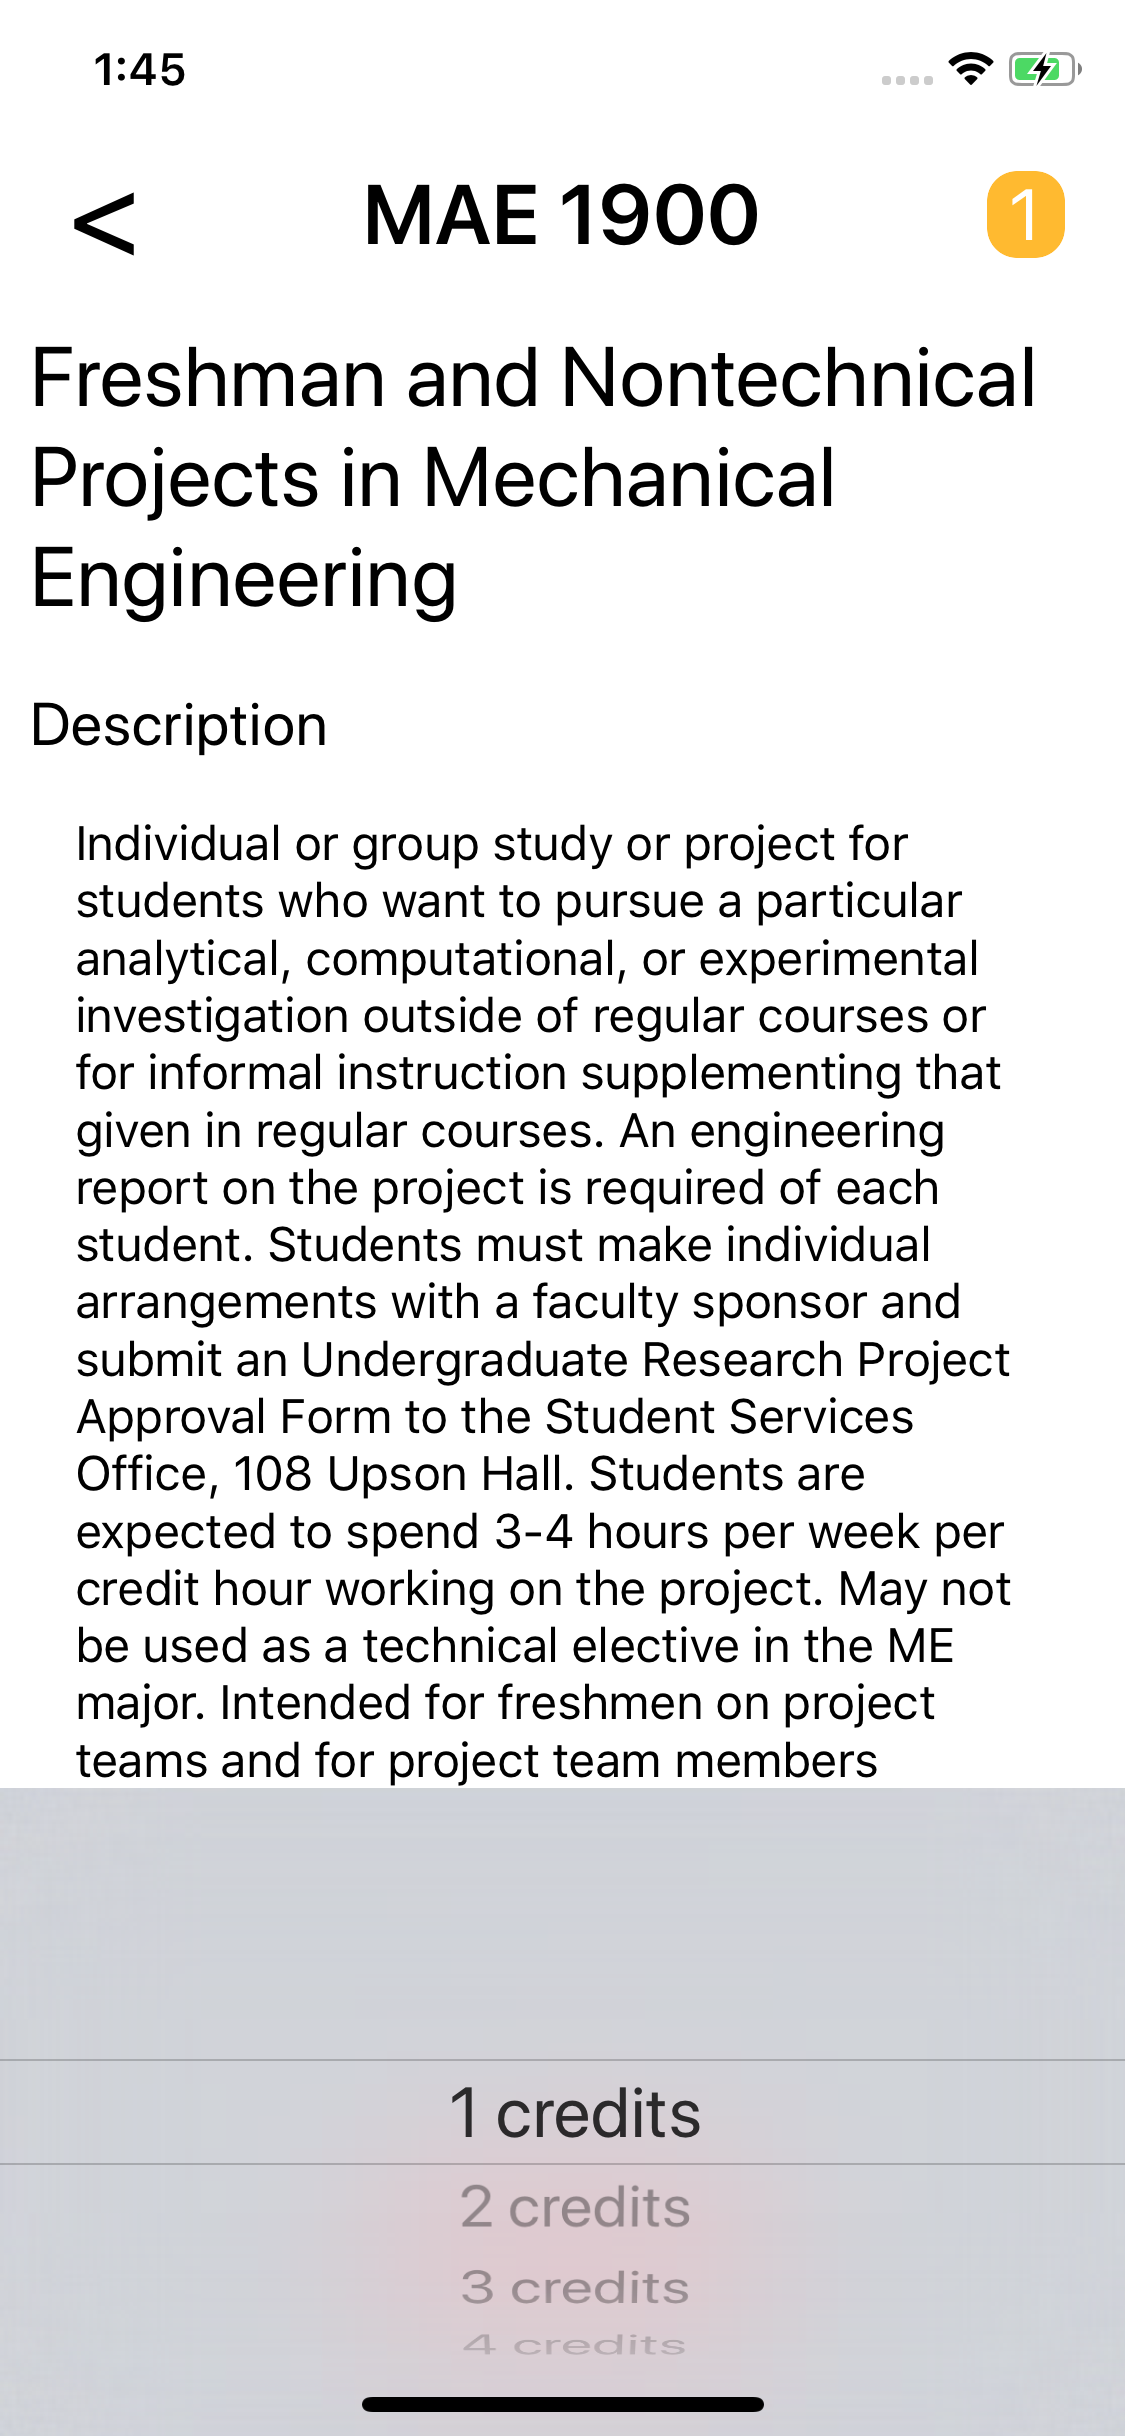 1:45
< MAE 1900 1
Freshman and Nontechnical
Projects in Mechanical
Engineering
Description
Individual or group study or project for
students who want to pursue a particular
analytical, computational, or experimental
investigation outside of regular courses or
for informal instruction supplementing that
given in regular courses. An engineering
report on the project is required of each
student. Students must make individual
arrangements with a faculty sponsor and
submit an Undergraduate Research Project
Approval Form to the Student Services
Office, 108 Upson Hall. Students are
expected to spend 3-4 hours per week per
credit hour working on the project. May not
be used as a technical elective in the ME
major. Intended for freshmen on project
teams and for project team members
1 credits
2 credits
3 credits
4 credits